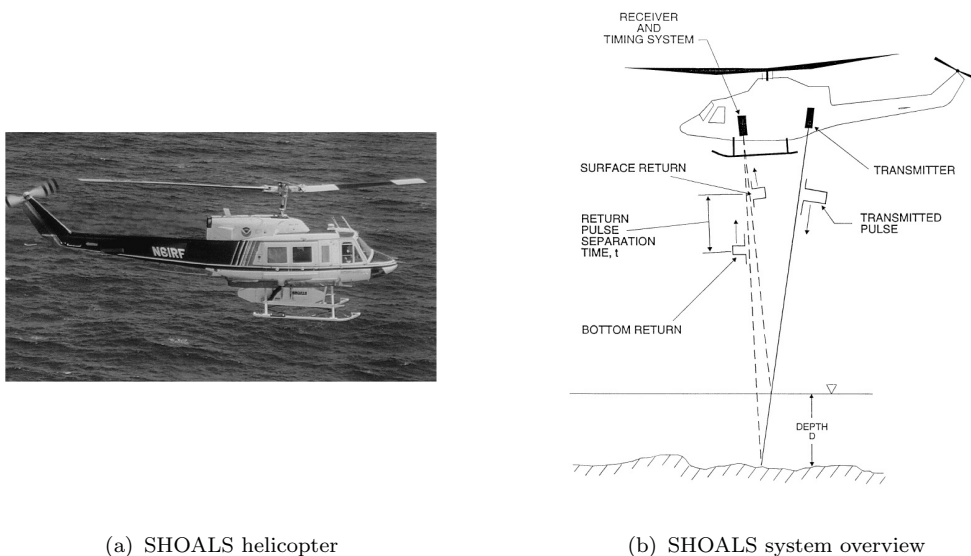 RECEIVER
AND
TIMING SYSTEM
SURFACE RETURN
TRANSMITTER
RETURN
PULSE
SEPARATION
TIME, t
TRANSMITTED
PULSE
BOTTOM RETURN
DEPTH
D
N61RF
(a) SHOALS helicopter
(b) SHOALS system overview